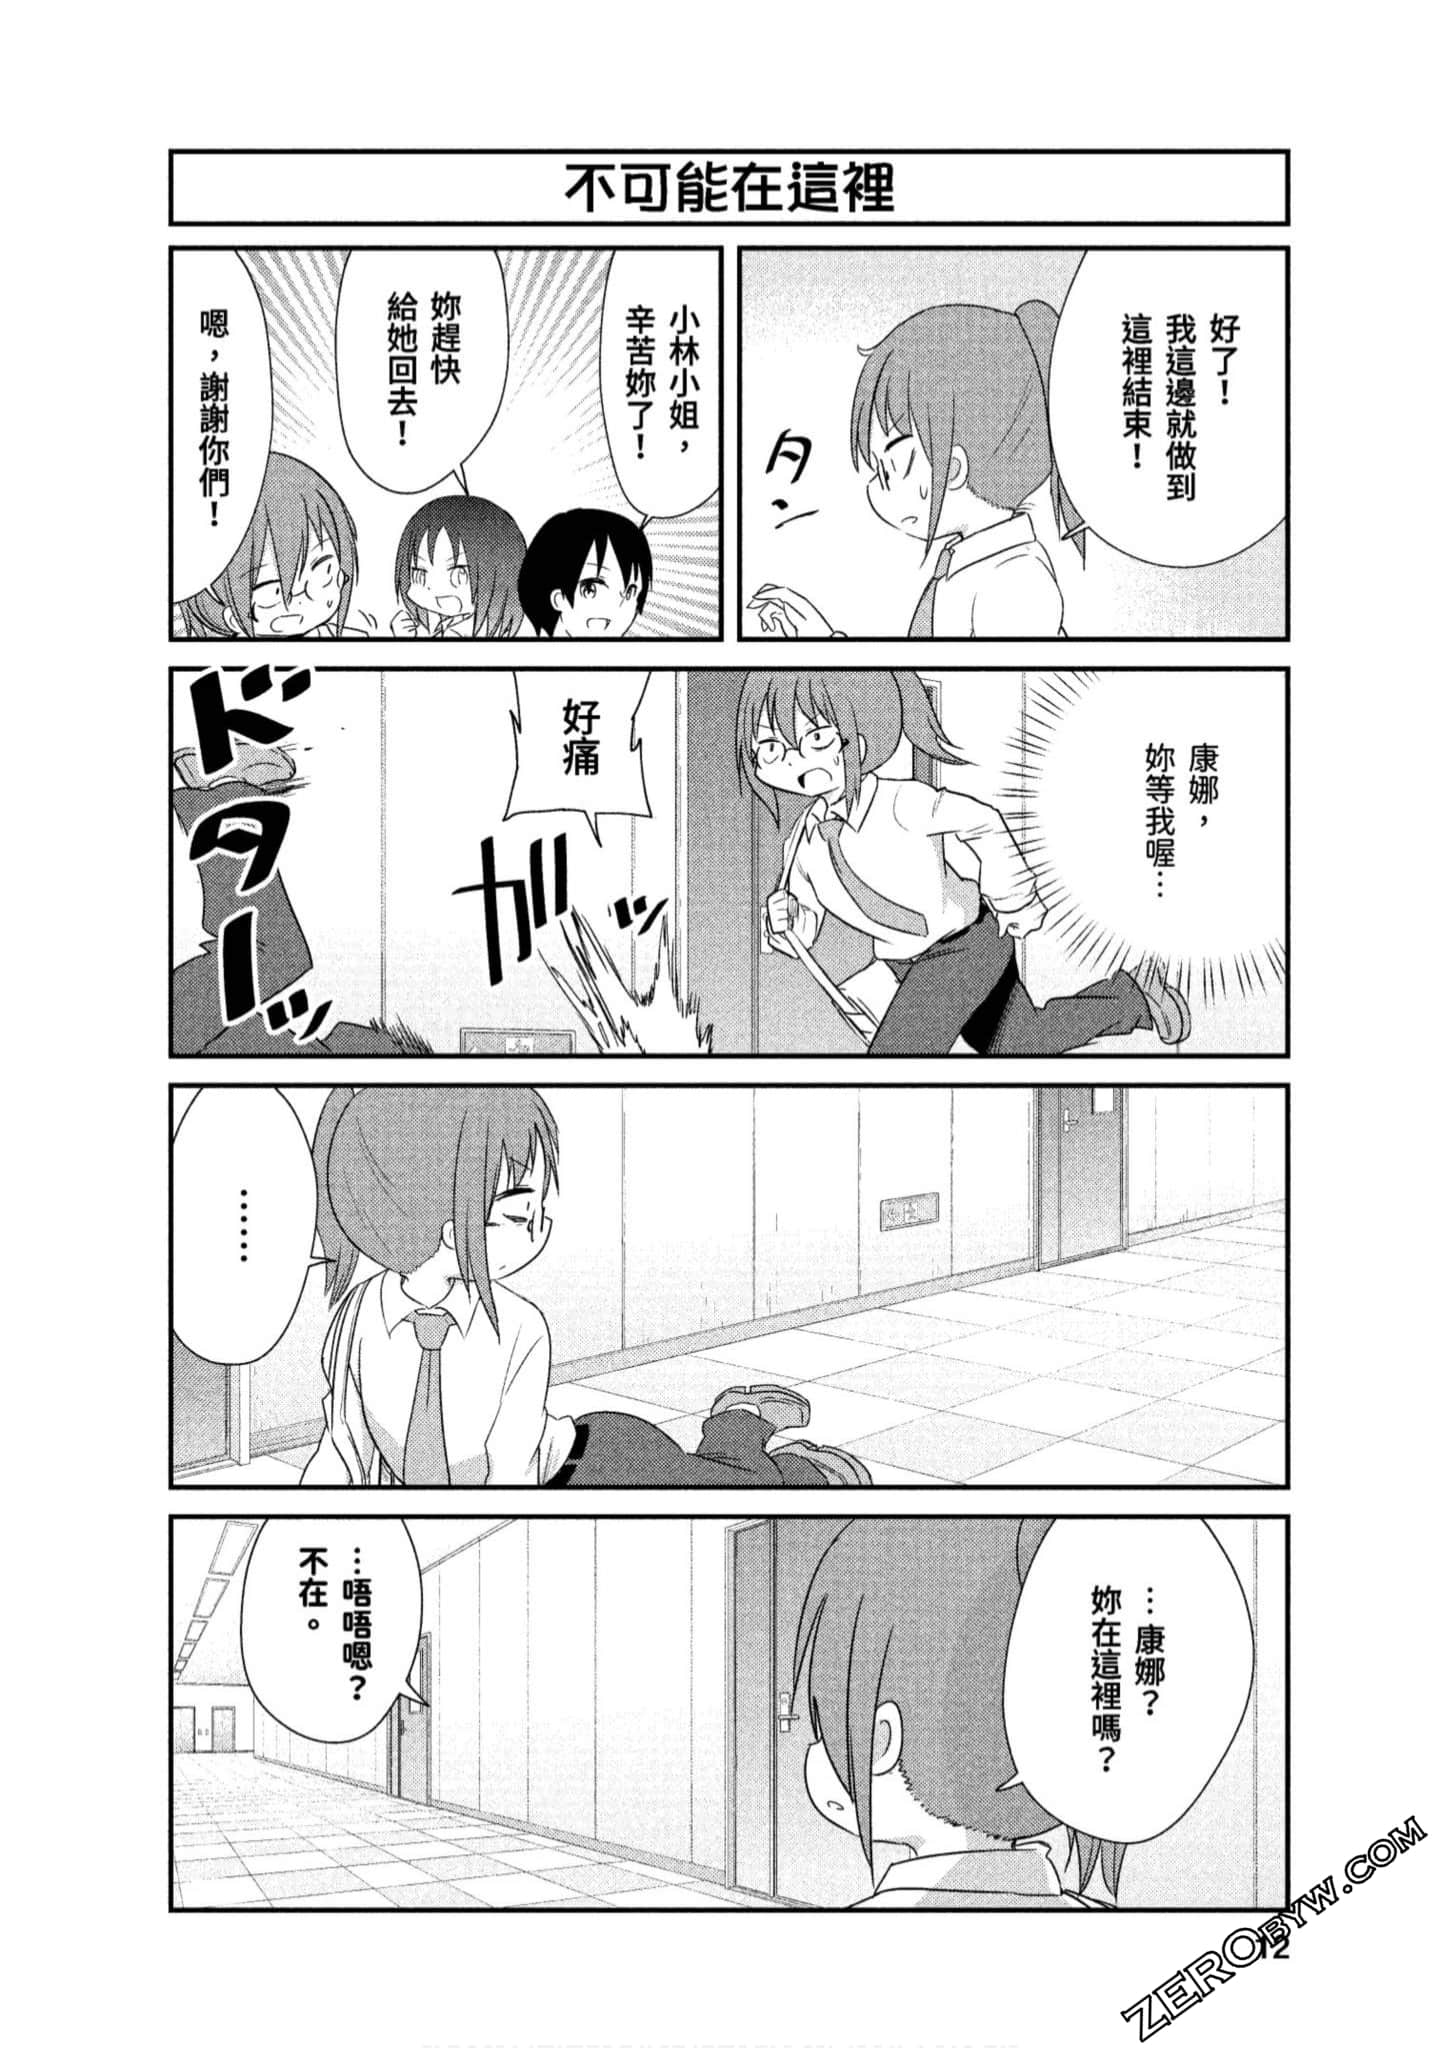 不可能在這裡
好了！
我這邊就做到
這裡結束！
タン
小林小姐，
辛苦妳了！
妳趕快
給她回去！
嗯，謝謝你們！
康娜，
妳等我喔…
好痛
ガッ
ドターッ
……
…康娜？
妳在這裡嗎？
…唔唔嗯？
不在。
12
ZEROBYW.COM